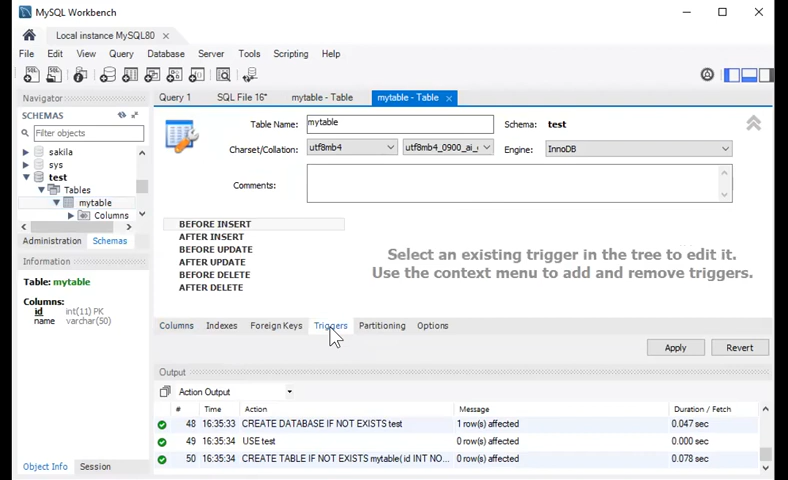 MySQL Workbench
Local instance MySQL80
File Edit View Query Database Server Tools Scripting Help
Navigator
SCHEMAS
Filter objects
sakila
sys
test
Tables
mytable
Columns
Administration Schemas
Information
Table: mytable
Columns:
id int(11) PK
name varchar(50)
Object Info Session
Query 1 SQL File 16* mytable - Table mytable - Table
Table Name: mytable Schema: test
Charset/Collation: utf8mb4 utf8mb4_0900_ai_ Engine: InnoDB
Comments:
BEFORE INSERT
AFTER INSERT
BEFORE UPDATE
AFTER UPDATE
BEFORE DELETE
AFTER DELETE
Select an existing trigger in the tree to edit it.
Use the context menu to add and remove triggers.
Columns Indexes Foreign Keys Triggers Partitioning Options
Apply Revert
Output
Action Output
# Time Action Message Duration / Fetch
48 16:35:33 CREATE DATABASE IF NOT EXISTS test 1 row(s) affected 0.047 sec
49 16:35:34 USE test 0 row(s) affected 0.000 sec
50 16:35:34 CREATE TABLE IF NOT EXISTS mytable( id INT NO... 0 row(s) affected 0.078 sec